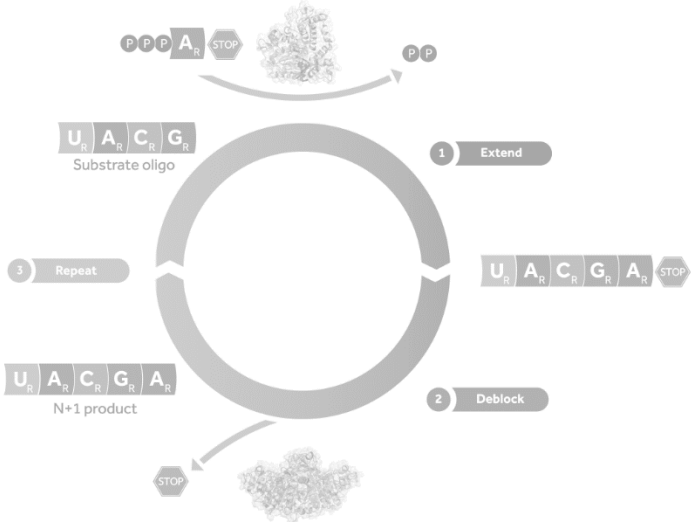 P P P A R STOP
P P
U R A R C R G R
Substrate oligo
1 Extend
3 Repeat
U R A R C R G R A R STOP
U R A R C R G R A R
N+1 product
2 Deblock
STOP